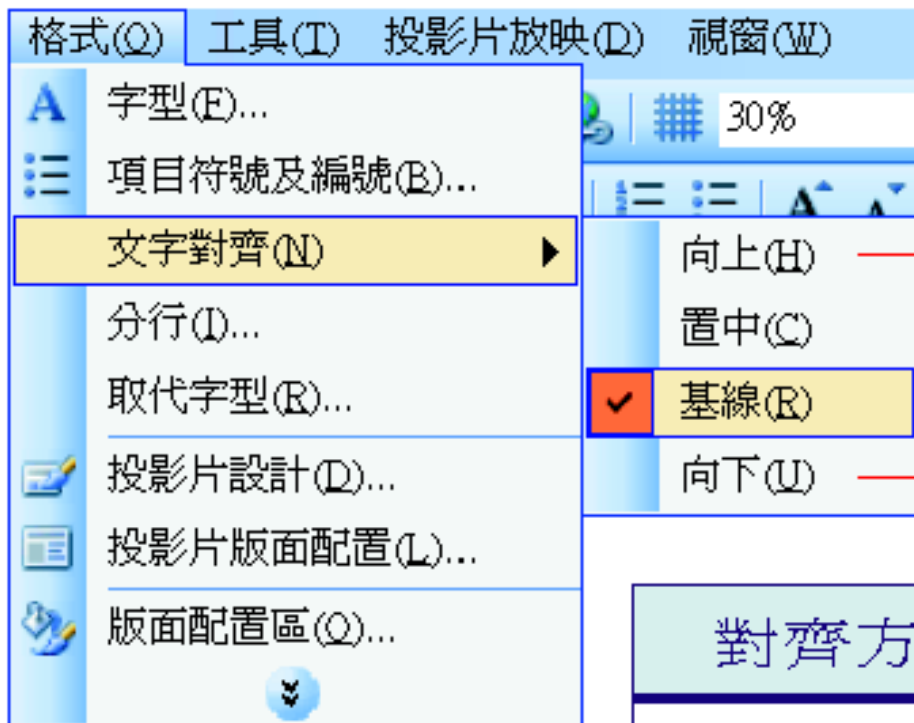 格式(O) 工具(T) 投影片放映(D) 視窗(W)
字型(F)...
30%
項目符號及編號(B)...
文字對齊(N)
向上(H)
分行(I)...
置中(C)
取代字型(R)...
基線(R)
投影片設計(D)...
向下(U)
投影片版面配置(L)...
版面配置區(O)...
對齊方